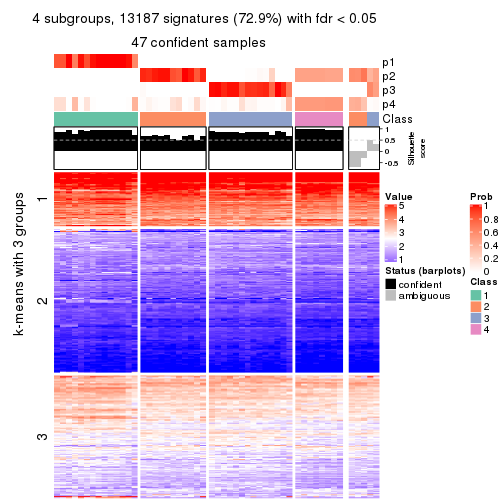 4 subgroups, 13187 signatures (72.9%) with fdr < 0.05
47 confident samples
p1
p2
p3
p4
Class
1
0.5
0
-0.5
Silhouette
score
k-means with 3 groups
1
2
3
Value
5
4
3
2
1
Status (barplots)
confident
ambiguous
Prob
1
0.8
0.6
0.4
0.2
0
Class
1
2
3
4